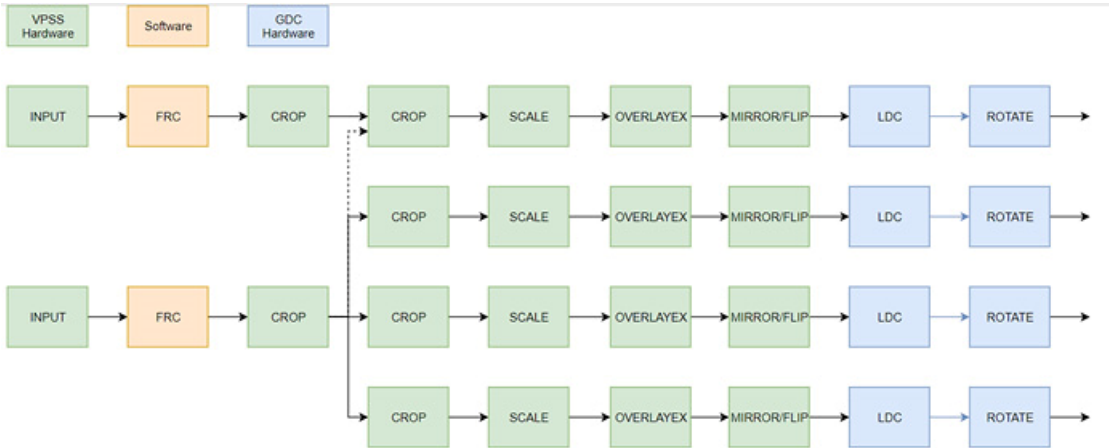 VPSS
Hardware
Software
GDC
Hardware
INPUT
FRC
CROP
CROP
SCALE
OVERLAYEX
MIRROR/FLIP
LDC
ROTATE
CROP
SCALE
OVERLAYEX
MIRROR/FLIP
LDC
ROTATE
INPUT
FRC
CROP
CROP
SCALE
OVERLAYEX
MIRROR/FLIP
LDC
ROTATE
CROP
SCALE
OVERLAYEX
MIRROR/FLIP
LDC
ROTATE